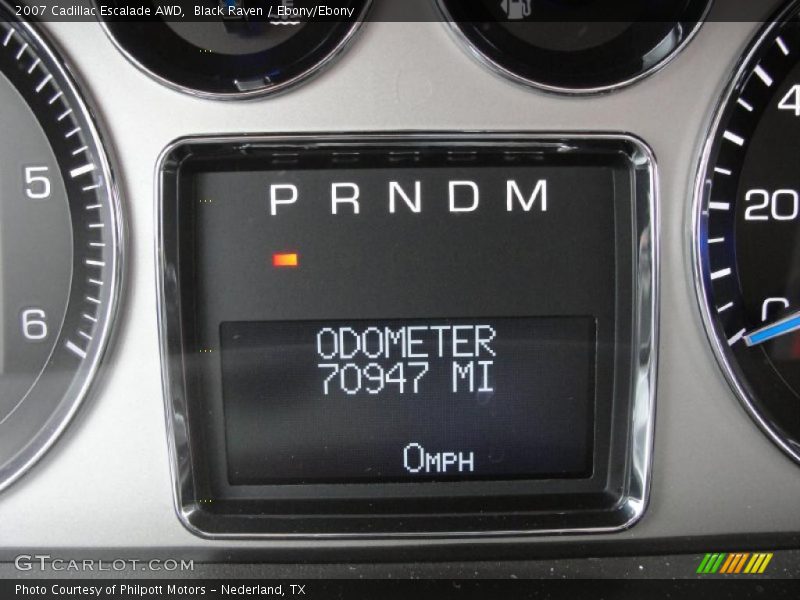 2007 Cadillac Escalade AWD, Black Raven / Ebony/Ebony
4
5
P R N D M
20
6
0
ODOMETER
70947 MI
0MPH
GTCARLOT.COM
Photo Courtesy of Philpott Motors – Nederland, TX